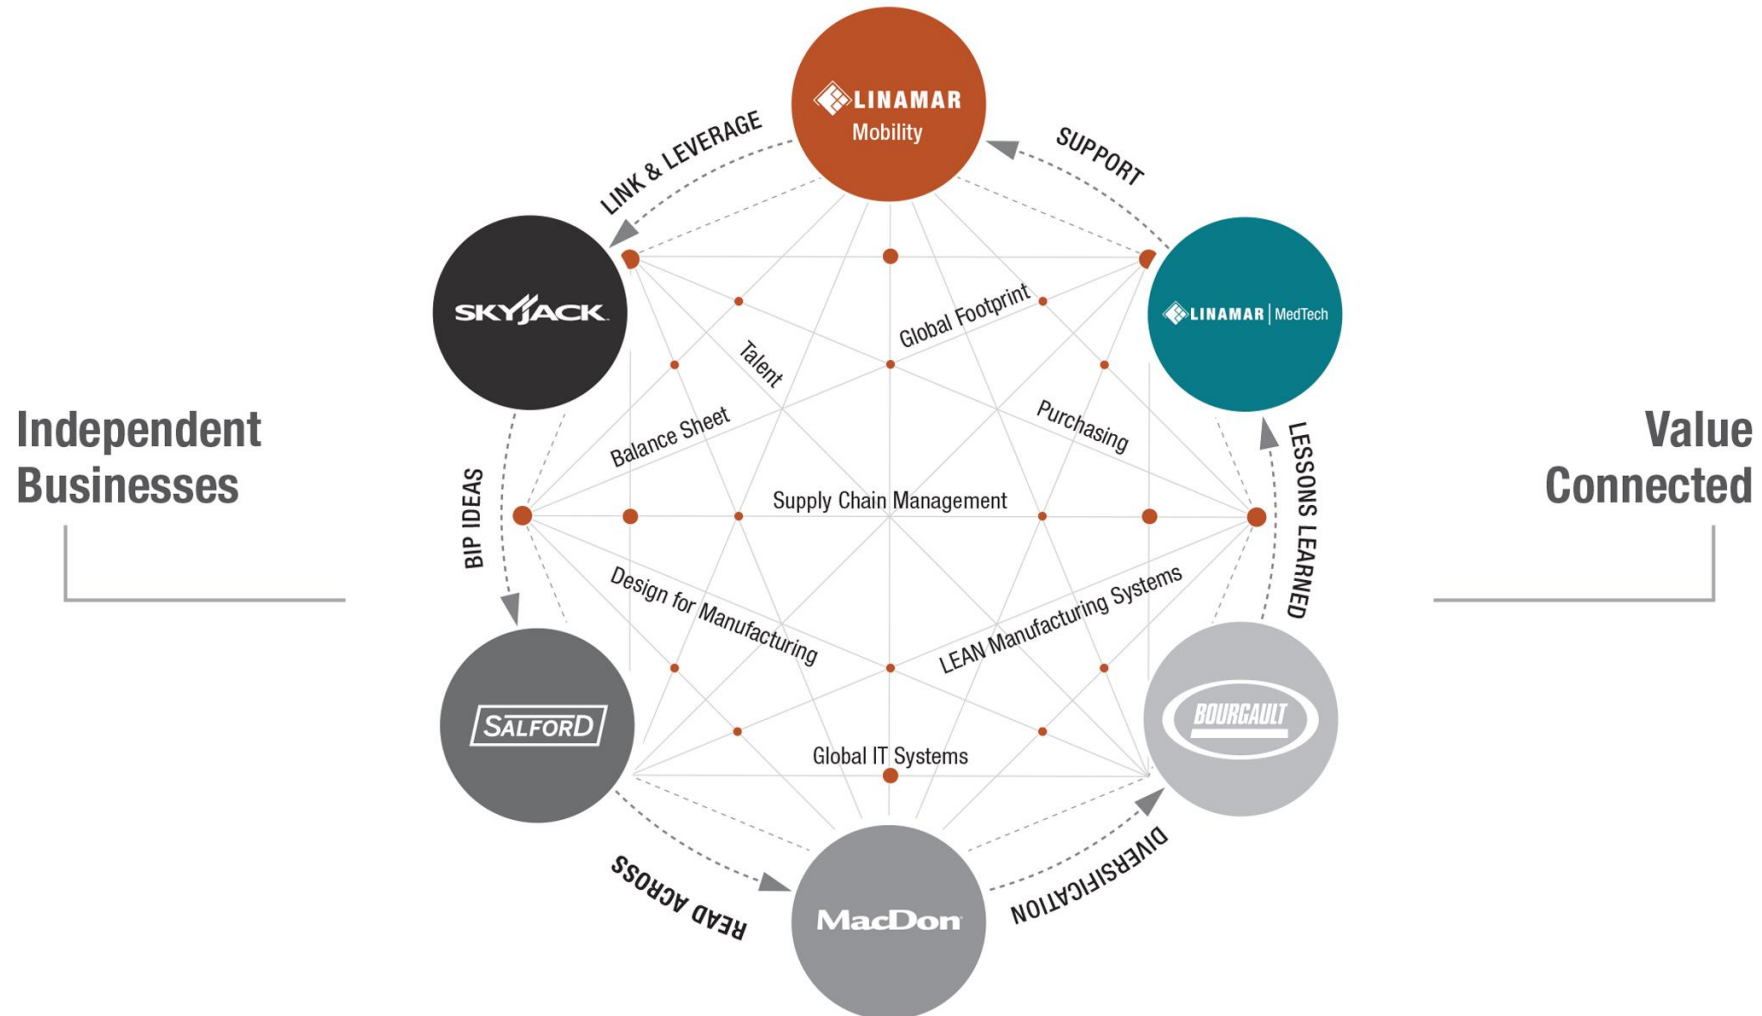 LINAMAR
Mobility
LINK & LEVERAGE
SUPPORT
SKYJACK
LINAMAR | MedTech
Global Footprint
Talent
Balance Sheet
Purchasing
Independent
Businesses
Value
Connected
BIP IDEAS
LESSONS LEARNED
Supply Chain Management
Design for Manufacturing
LEAN Manufacturing Systems
SALFORD
BOURGAULT
Global IT Systems
READ ACROSS
DIVERSIFICATION
MacDon